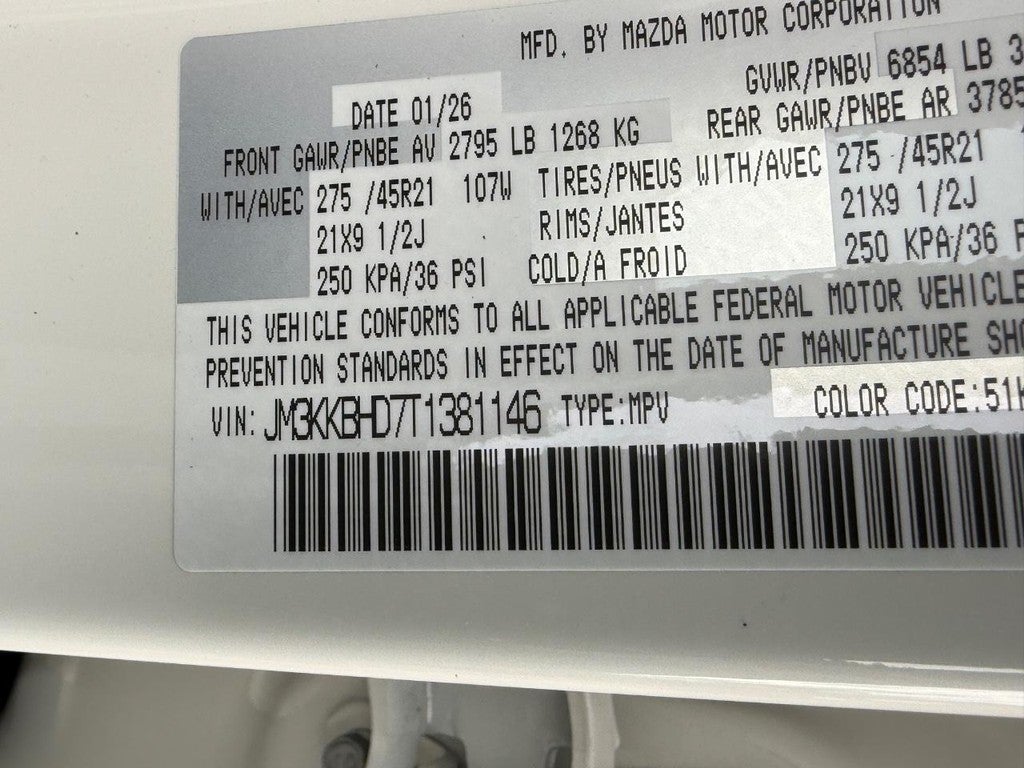 MFD. BY MAZDA MOTOR CORPORATION
DATE 01/26
GVWR/PNBV 6854 LB 3
FRONT GAWR/PNBE AV 2795 LB 1268 KG
REAR GAWR/PNBE AR 3785
WITH/AVEC 275 /45R21 107W TIRES/PNEUS WITH/AVEC 275 /45R21
21X9 1/2J RIMS/JANTES 21X9 1/2J
250 KPA/36 PSI COLD/A FROID 250 KPA/36 P
THIS VEHICLE CONFORMS TO ALL APPLICABLE FEDERAL MOTOR VEHICLE
PREVENTION STANDARDS IN EFFECT ON THE DATE OF MANUFACTURE SHO
VIN: JM3KKBHD7T1381146 TYPE:MPV COLOR CODE:51K